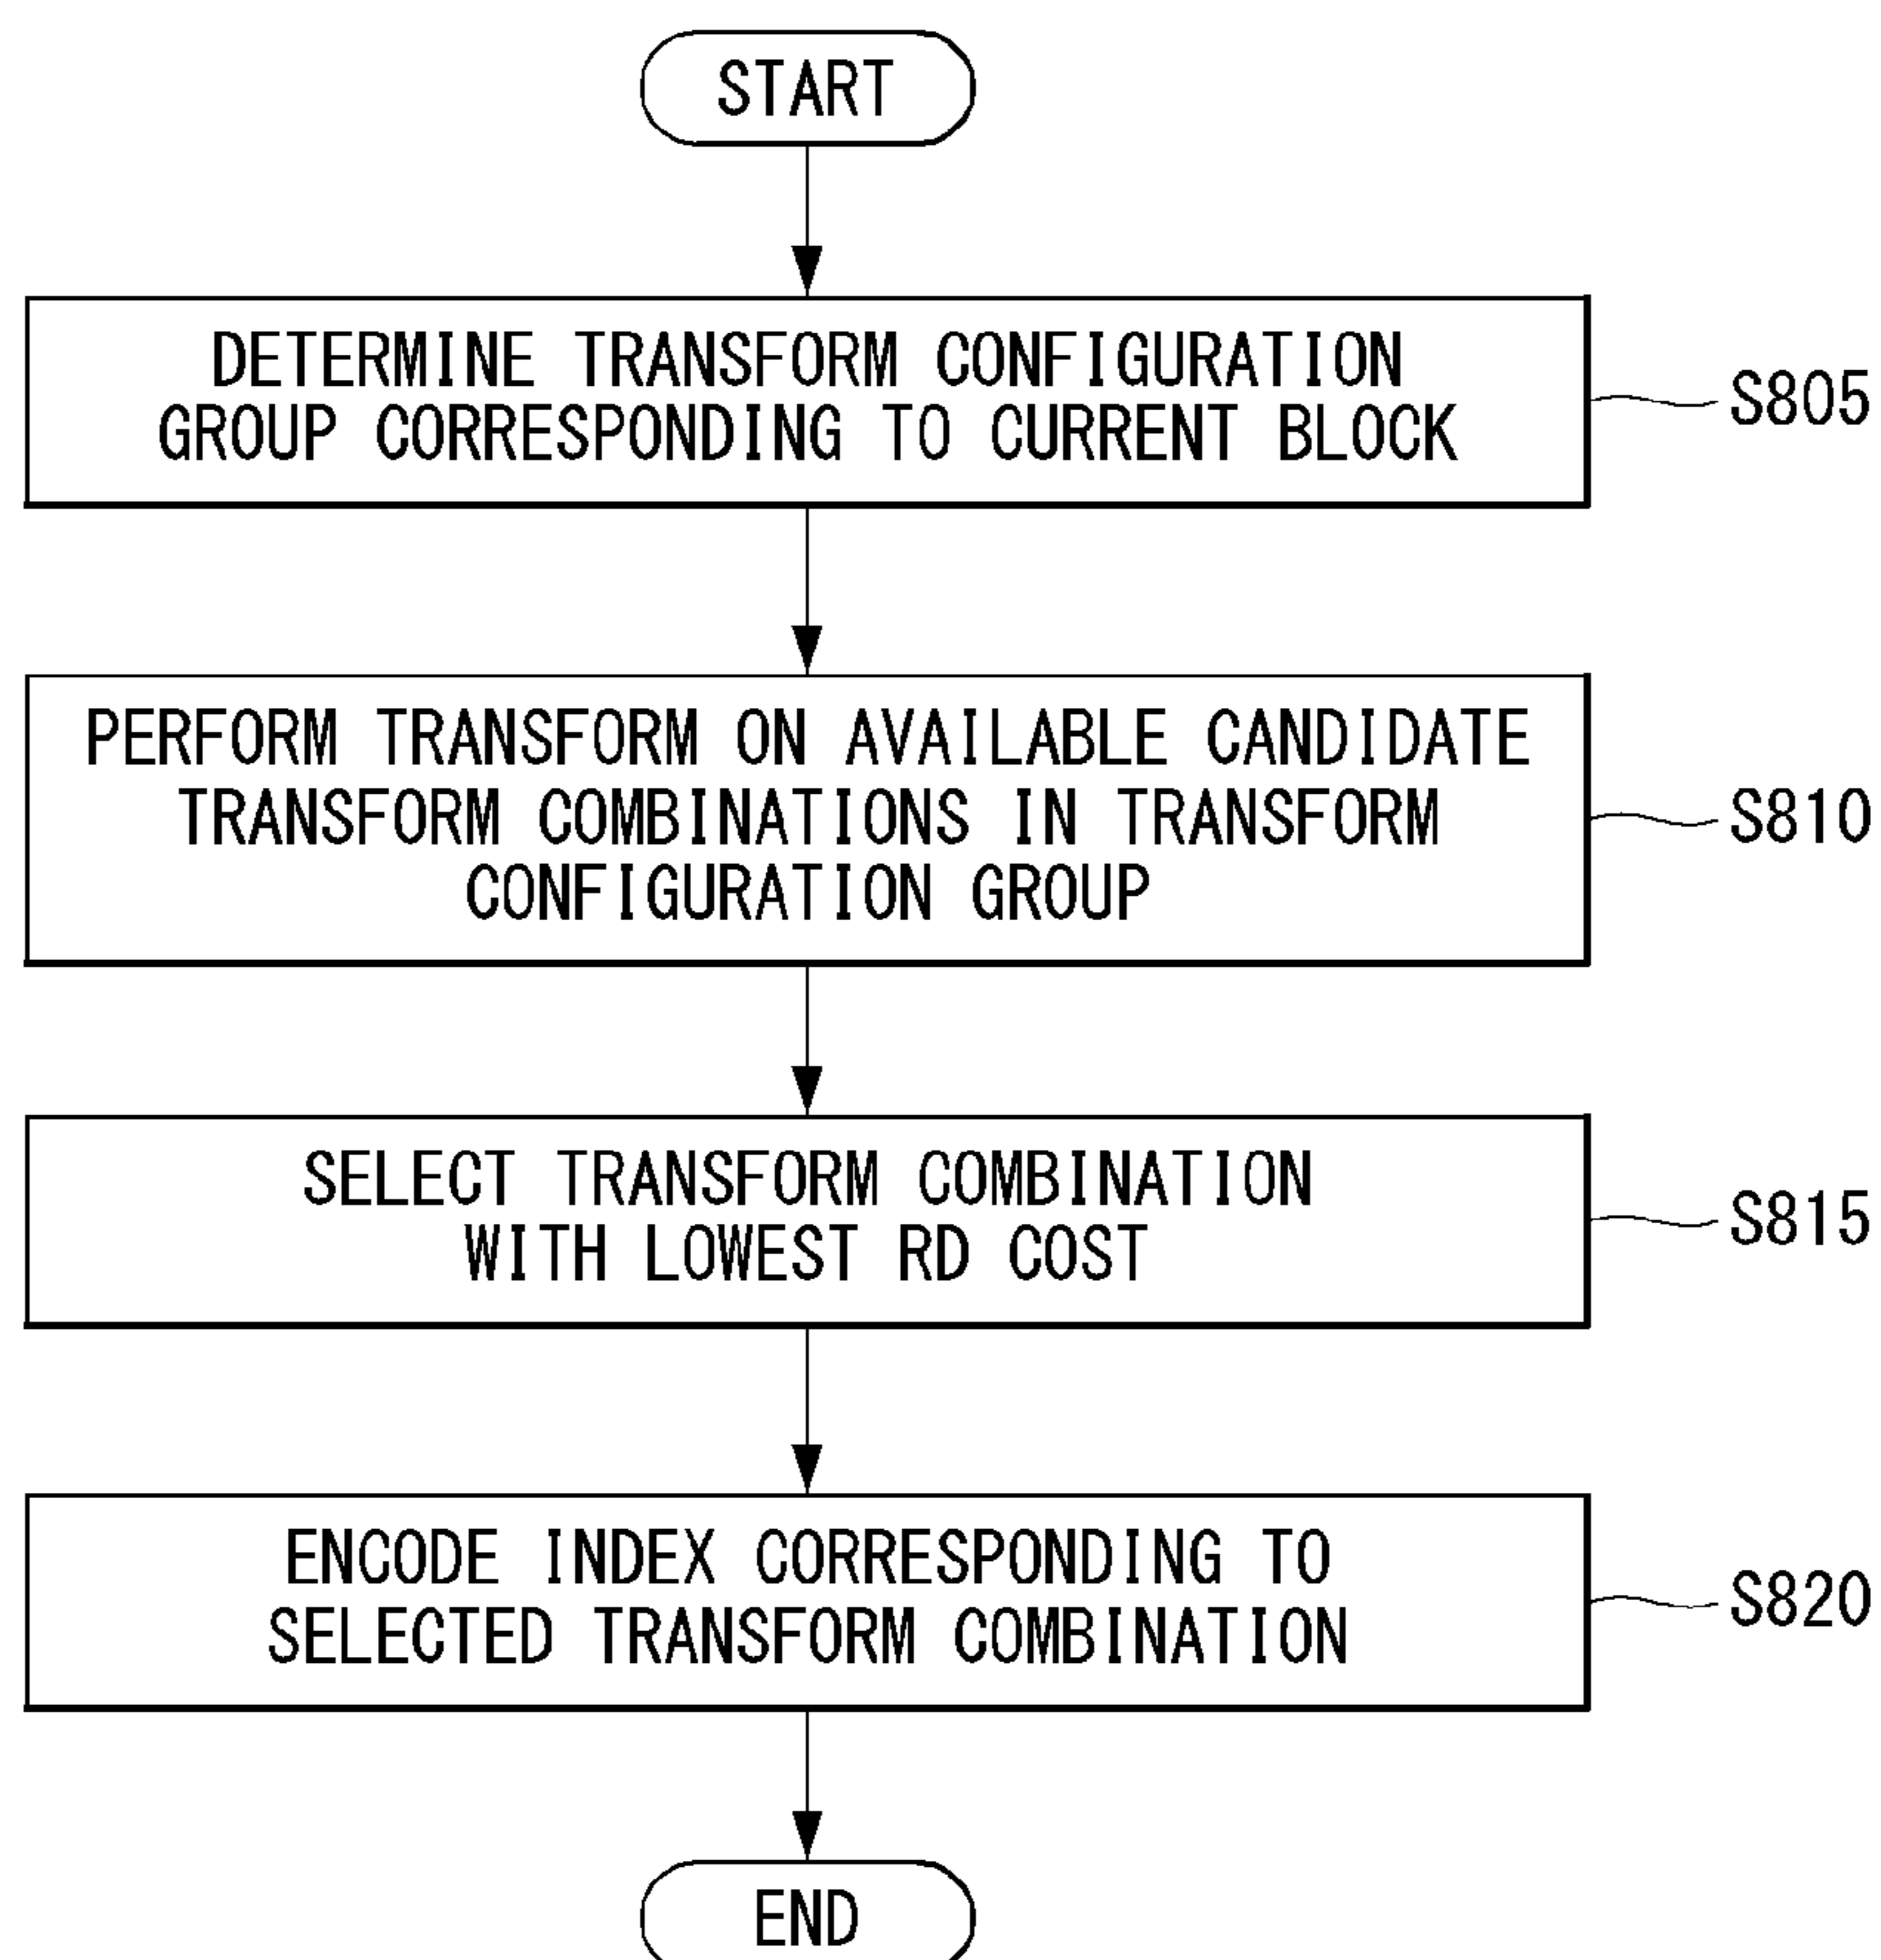 START
DETERMINE TRANSFORM CONFIGURATION
GROUP CORRESPONDING TO CURRENT BLOCK
S805
PERFORM TRANSFORM ON AVAILABLE CANDIDATE
TRANSFORM COMBINATIONS IN TRANSFORM
CONFIGURATION GROUP
S810
SELECT TRANSFORM COMBINATION
WITH LOWEST RD COST
S815
ENCODE INDEX CORRESPONDING TO
SELECTED TRANSFORM COMBINATION
S820
END